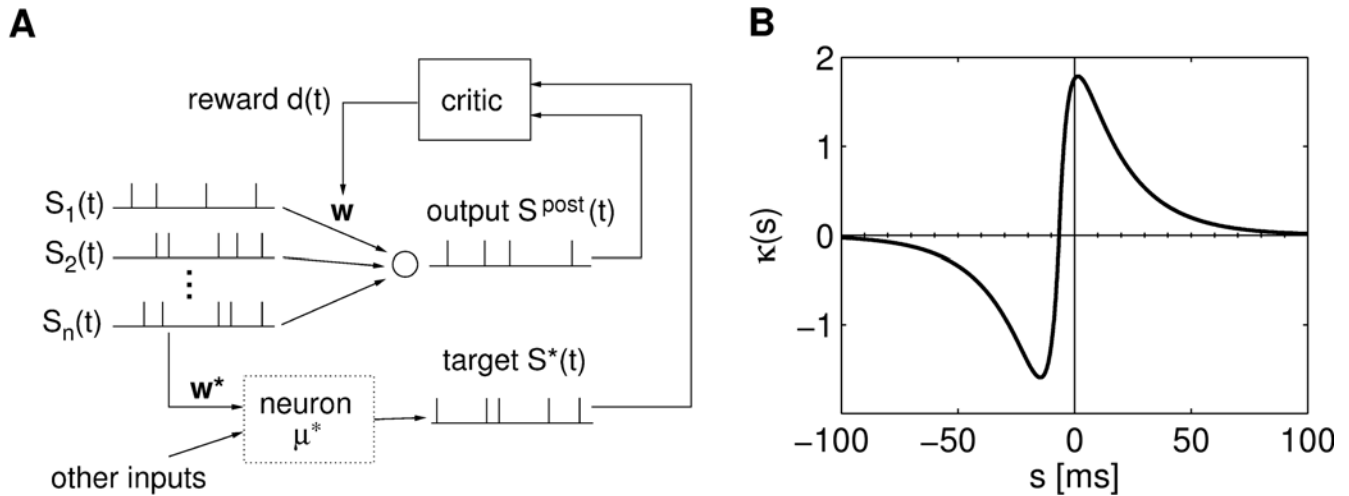 A
reward d(t)
critic
S₁(t)
w
output S^post(t)
S₂(t)
⋮
Sₙ(t)
target S*(t)
w*
neuron
μ*
other inputs
B
2
1
0
−1
κ(s)
−100
−50
0
50
100
s [ms]